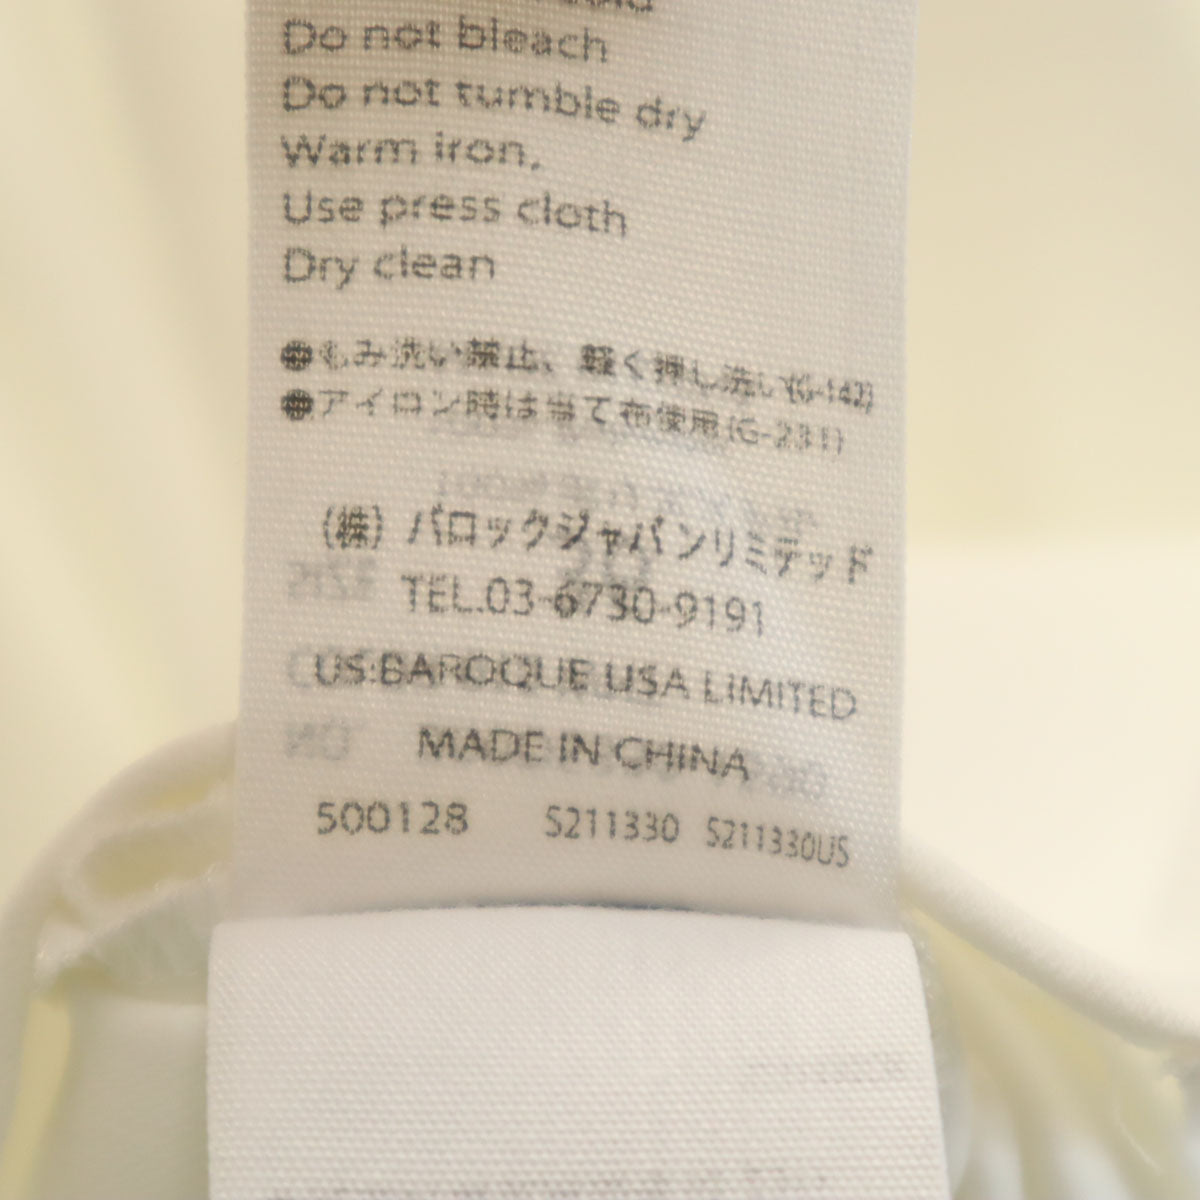 Do not bleach
Do not tumble dry
Warm iron.
Use press cloth
Dry clean
●もみ洗い禁止、軽く押し洗い(G-142)
●アイロン時は当て布使用(G-231)
(株) バロックジャパンリミテッド
TEL.03-6730-9191
US:BAROQUE USA LIMITED
MADE IN CHINA
500128 S211330 S211330US